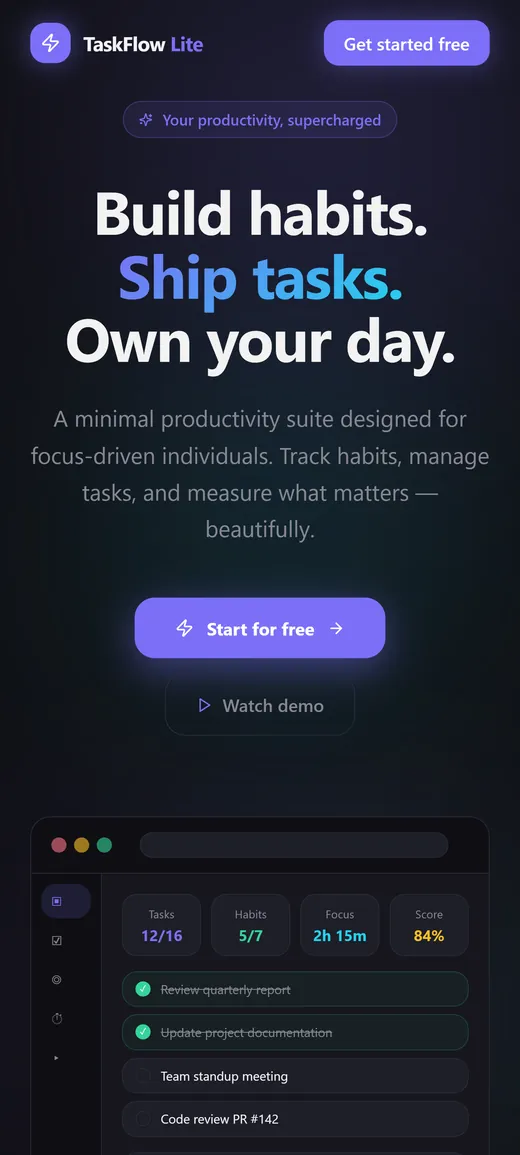 TaskFlow Lite
Get started free
Your productivity, supercharged
Build habits.
Ship tasks.
Own your day.
A minimal productivity suite designed for
focus-driven individuals. Track habits, manage
tasks, and measure what matters —
beautifully.
Start for free →
Watch demo
Tasks
12/16
Habits
5/7
Focus
2h 15m
Score
84%
Review quarterly report
Update project documentation
Team standup meeting
Code review PR #142